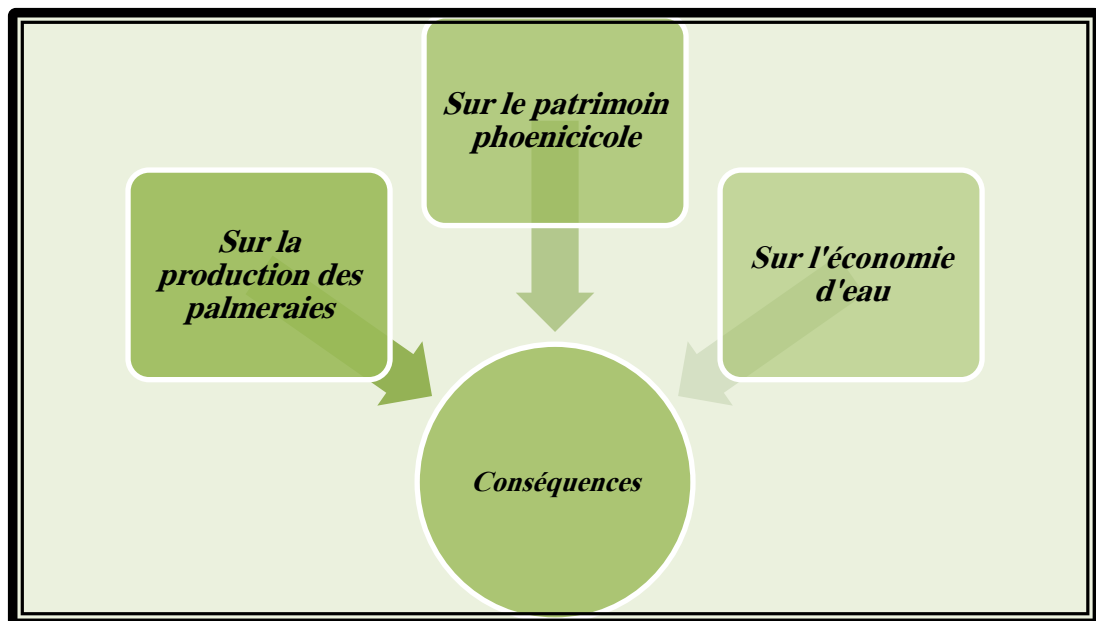 Sur le patrimoin
phoenicicole
Sur la
production des
palmeraies
Sur l'économie
d'eau
Conséquences